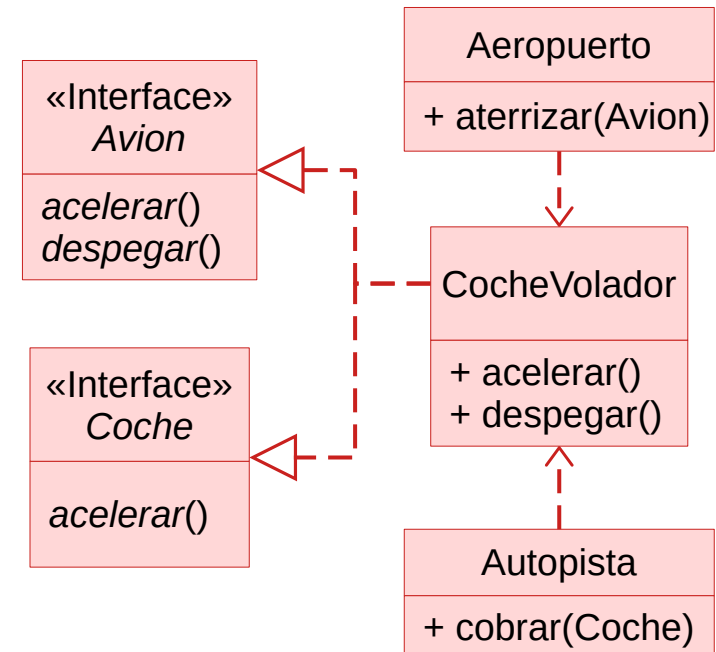 «Interface»
Avion
acelerar()
despegar()
«Interface»
Coche
acelerar()
Aeropuerto
+ aterrizar(Avion)
CocheVolador
+ acelerar()
+ despegar()
Autopista
+ cobrar(Coche)